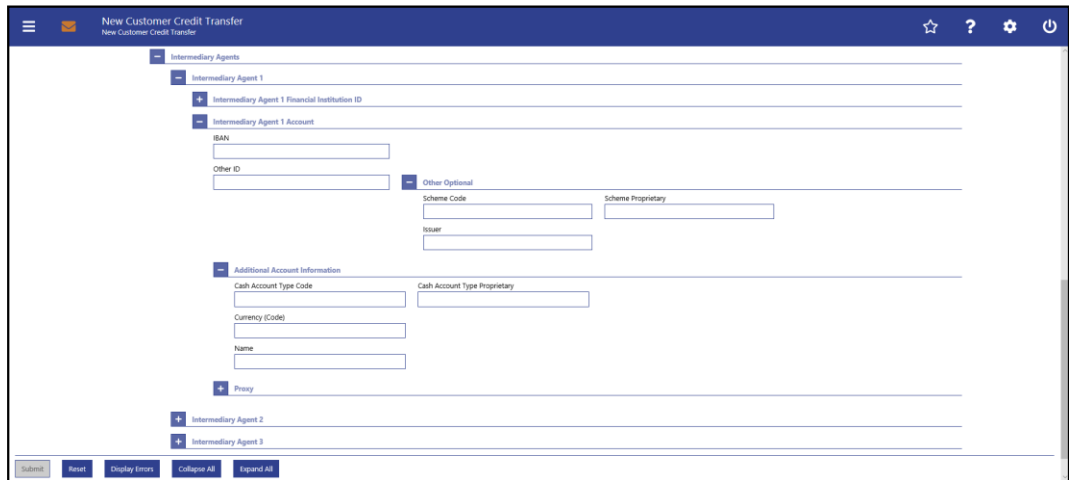 New Customer Credit Transfer
New Customer Credit Transfer
?
Intermediary Agents
Intermediary Agent 1
Intermediary Agent 1 Financial Institution ID
Intermediary Agent 1 Account
IBAN
Other ID
Other Optional
Scheme Code Scheme Proprietary
Issuer
Additional Account Information
Cash Account Type Code Cash Account Type Proprietary
Currency (Code)
Name
Proxy
Intermediary Agent 2
Intermediary Agent 3
Submit Reset Display Errors Collapse All Expand All